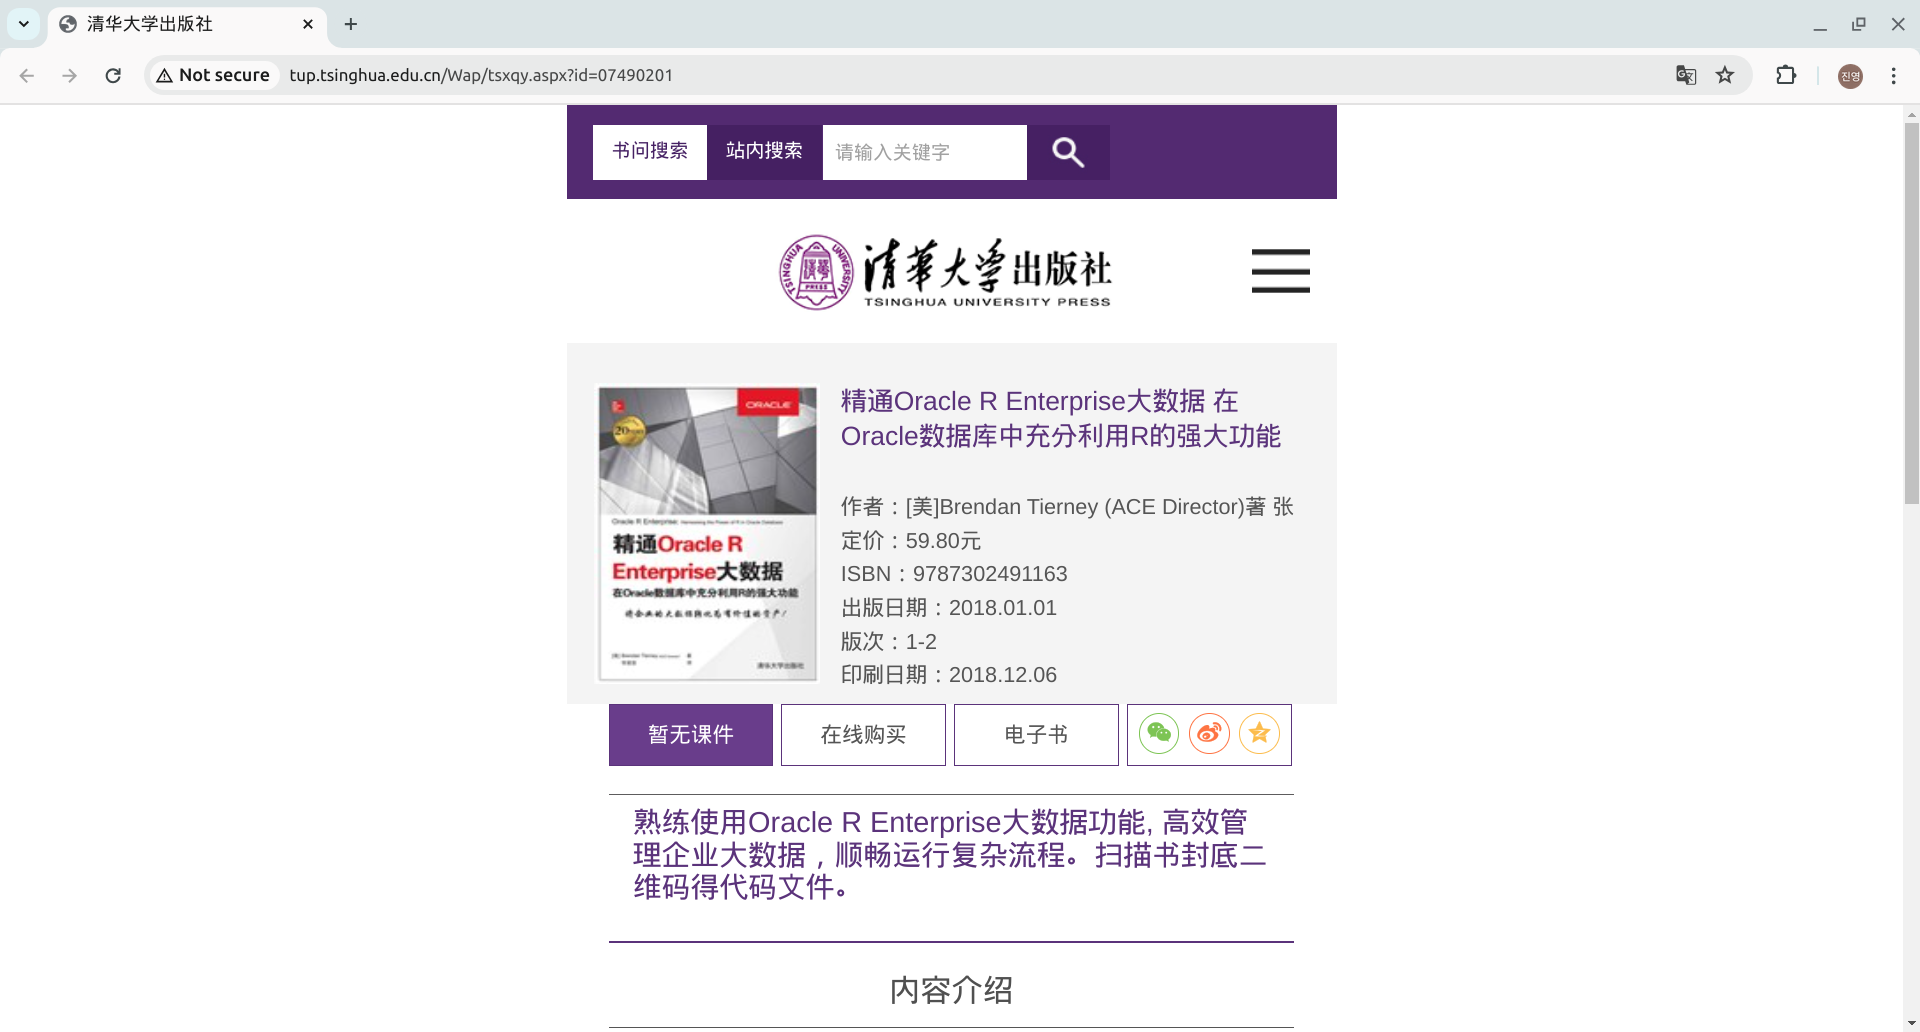 清华大学出版社
Not secure
tup.tsinghua.edu.cn/Wap/tsxqy.aspx?id=07490201
진영
书问搜索
站内搜索
请输入关键字
清華大学出版社
TSINGHUA UNIVERSITY PRESS
ORACLE
Oracle R Enterprise:
精通Oracle R
Enterprise大数据
在Oracle数据库中充分利用R的强大功能
清华大学出版社
精通Oracle R Enterprise大数据 在
Oracle数据库中充分利用R的强大功能
作者：[美]Brendan Tierney (ACE Director)著 张
定价：59.80元
ISBN：9787302491163
出版日期：2018.01.01
版次：1-2
印刷日期：2018.12.06
暂无课件
在线购买
电子书
熟练使用Oracle R Enterprise大数据功能, 高效管
理企业大数据，顺畅运行复杂流程。扫描书封底二
维码得代码文件。
内容介绍